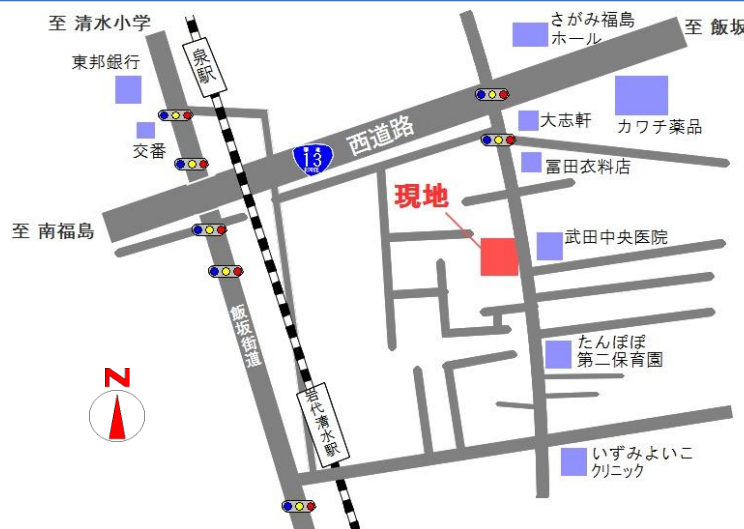 至 清水小学
さがみ福島
ホール
至 飯坂
泉駅
東邦銀行
交番
西道路
13
大志軒
カワチ薬品
冨田衣料店
現地
至 南福島
武田中央医院
飯坂街道
たんぽぽ
第二保育園
N
岩代清水駅
いずみよいこ
クリニック